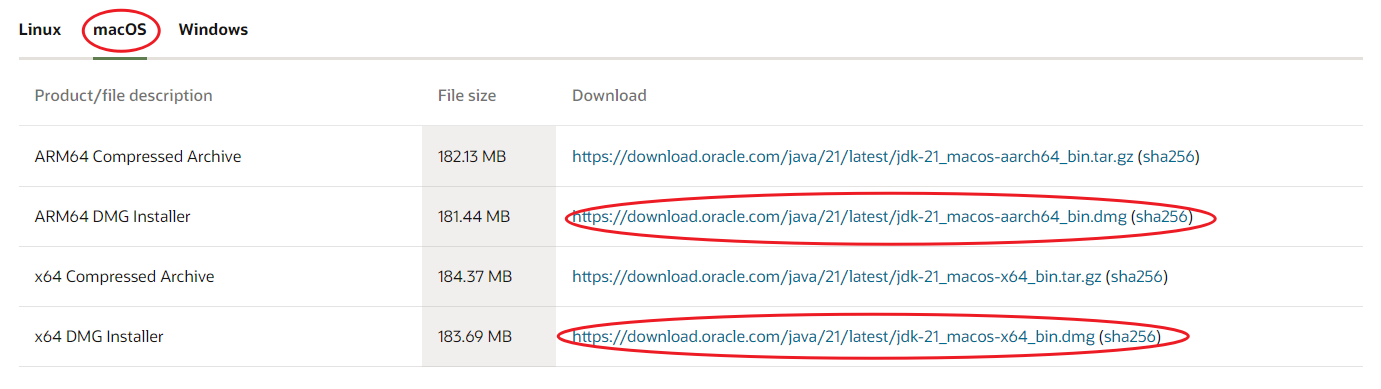 Linux macOS Windows
Product/file description File size Download
ARM64 Compressed Archive 182.13 MB https://download.oracle.com/java/21/latest/jdk-21_macos-aarch64_bin.tar.gz (sha256)
ARM64 DMG Installer 181.44 MB https://download.oracle.com/java/21/latest/jdk-21_macos-aarch64_bin.dmg (sha256)
x64 Compressed Archive 184.37 MB https://download.oracle.com/java/21/latest/jdk-21_macos-x64_bin.tar.gz (sha256)
x64 DMG Installer 183.69 MB https://download.oracle.com/java/21/latest/jdk-21_macos-x64_bin.dmg (sha256)